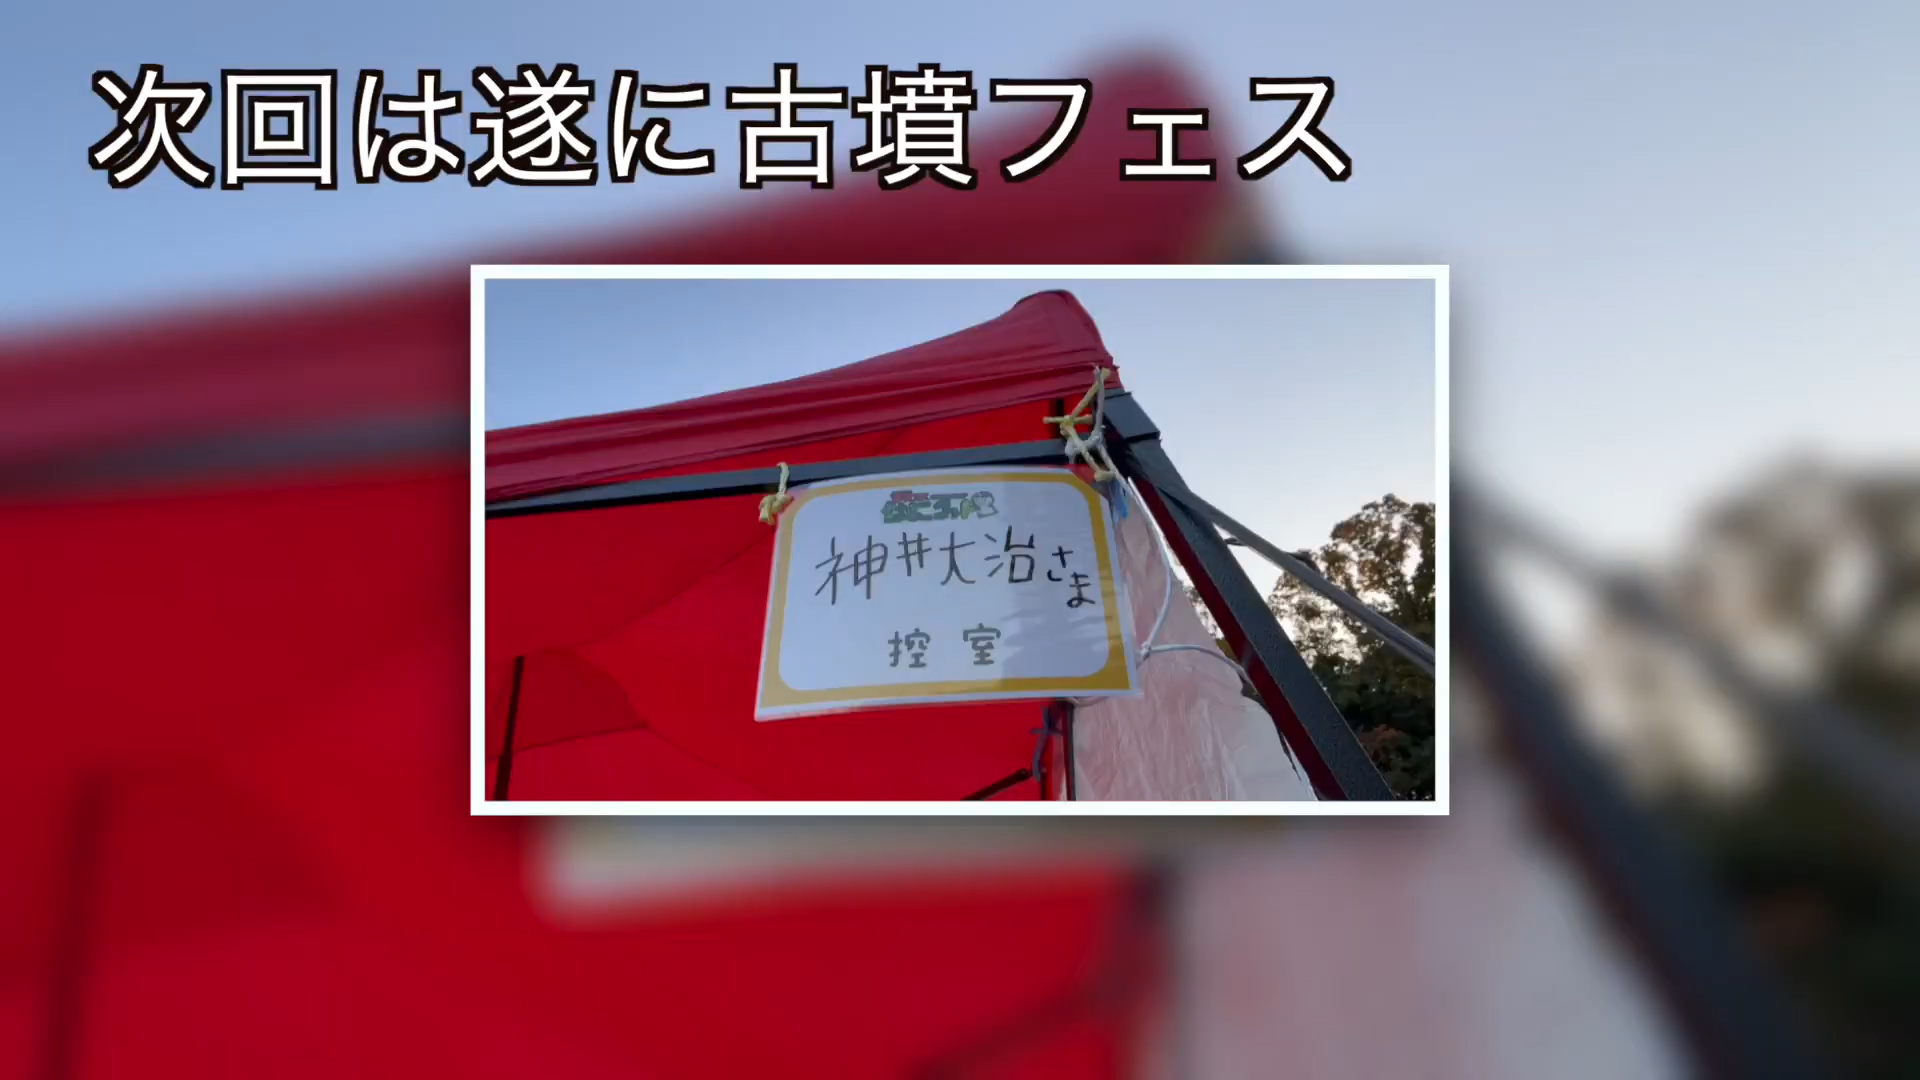 次回は遂に古墳フェス
神井大治さま
控室